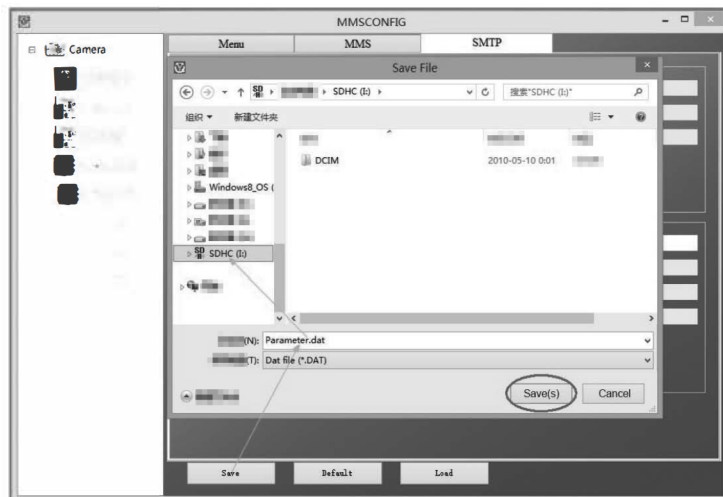 MMSCONFIG
Camera
Menu MMS SMTP
Save File
SDHC (I:)
搜索"SDHC (I:)"
组织 新建文件夹
DCIM 2010-05-10 0:01
Windows8_OS (
SDHC (I:)
(N): Parameter.dat
(T): Dat file (*.DAT)
Save(s) Cancel
Save Default Load